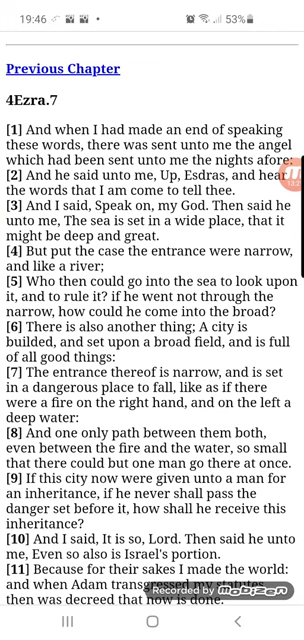 19:46
53%
Previous Chapter
4Ezra.7
[1] And when I had made an end of speaking
these words, there was sent unto me the angel
which had been sent unto me the nights afore:
[2] And he said unto me, Up, Esdras, and hear
the words that I am come to tell thee.
[3] And I said, Speak on, my God. Then said he
unto me, The sea is set in a wide place, that it
might be deep and great.
[4] But put the case the entrance were narrow,
and like a river;
[5] Who then could go into the sea to look upon
it, and to rule it? if he went not through the
narrow, how could he come into the broad?
[6] There is also another thing; A city is
builded, and set upon a broad field, and is full
of all good things:
[7] The entrance thereof is narrow, and is set
in a dangerous place to fall, like as if there
were a fire on the right hand, and on the left a
deep water:
[8] And one only path between them both,
even between the fire and the water, so small
that there could but one man go there at once.
[9] If this city now were given unto a man for
an inheritance, if he never shall pass the
danger set before it, how shall he receive this
inheritance?
[10] And I said, It is so, Lord. Then said he unto
me, Even so also is Israel's portion.
[11] Because for their sakes I made the world:
and when Adam transgressed my statutes,
then was decreed that now is done.
Recorded by mobizen